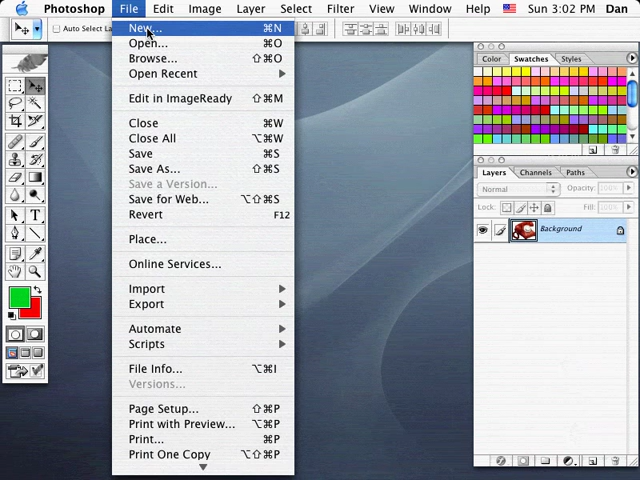 Photoshop File Edit Image Layer Select Filter View Window Help Sun 3:02 PM Dan
Auto Select La
New... ⌘N
Open... ⌘O
Browse... ⇧⌘O
Open Recent
Edit in ImageReady ⇧⌘M
Close ⌘W
Close All ⌥⌘W
Save ⌘S
Save As... ⇧⌘S
Save a Version...
Save for Web... ⌥⇧⌘S
Revert F12
Place...
Online Services...
Import
Export
Automate
Scripts
File Info... ⌥⌘I
Versions...
Page Setup... ⇧⌘P
Print with Preview... ⌥⌘P
Print... ⌘P
Print One Copy ⌥⇧⌘P
T
Color Swatches Styles
Layers Channels Paths
Normal Opacity: 100%
Lock: Fill: 100%
Background